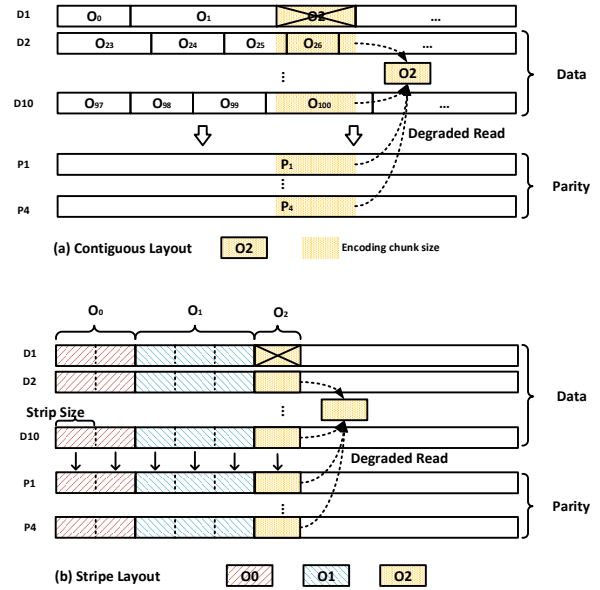 D1 O0 O1 O2 ...
D2 O23 O24 O25 O26 ...
⋮ O2 Data
D10 O97 O98 O99 O100 ...
Degraded Read
P1 P1
⋮ Parity
P4 P4
(a) Contiguous Layout O2 Encoding chunk size
O0 O1 O2
D1
D2
Strip Size ⋮ Data
D10
Degraded Read
P1
⋮ Parity
P4
(b) Stripe Layout O0 O1 O2